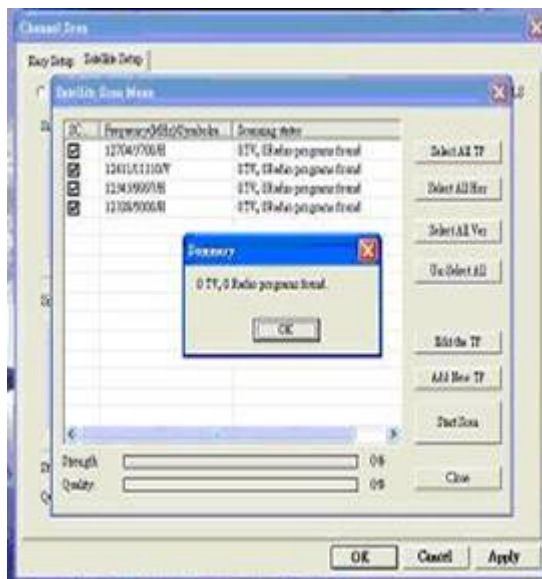 Channel Scan
Easy Setup
Satellite Setup
Satellite Scan Menu
SC...
Frequency(MHz)/Symbolra
Scanning status
12704/9700/H
0 TV, 0 Radio programs found
0 TV, 0 Radio programs found
0 TV, 0 Radio programs found
0 TV, 0 Radio programs found
Select All TP
Select All Hor
Select All Ver
Un-Select All
Edit the TP
Add New TP
Start Scan
Close
Summary
0 TV, 0 Radio programs found.
OK
Strength
0%
Quality
0%
OK
Cancel
Apply